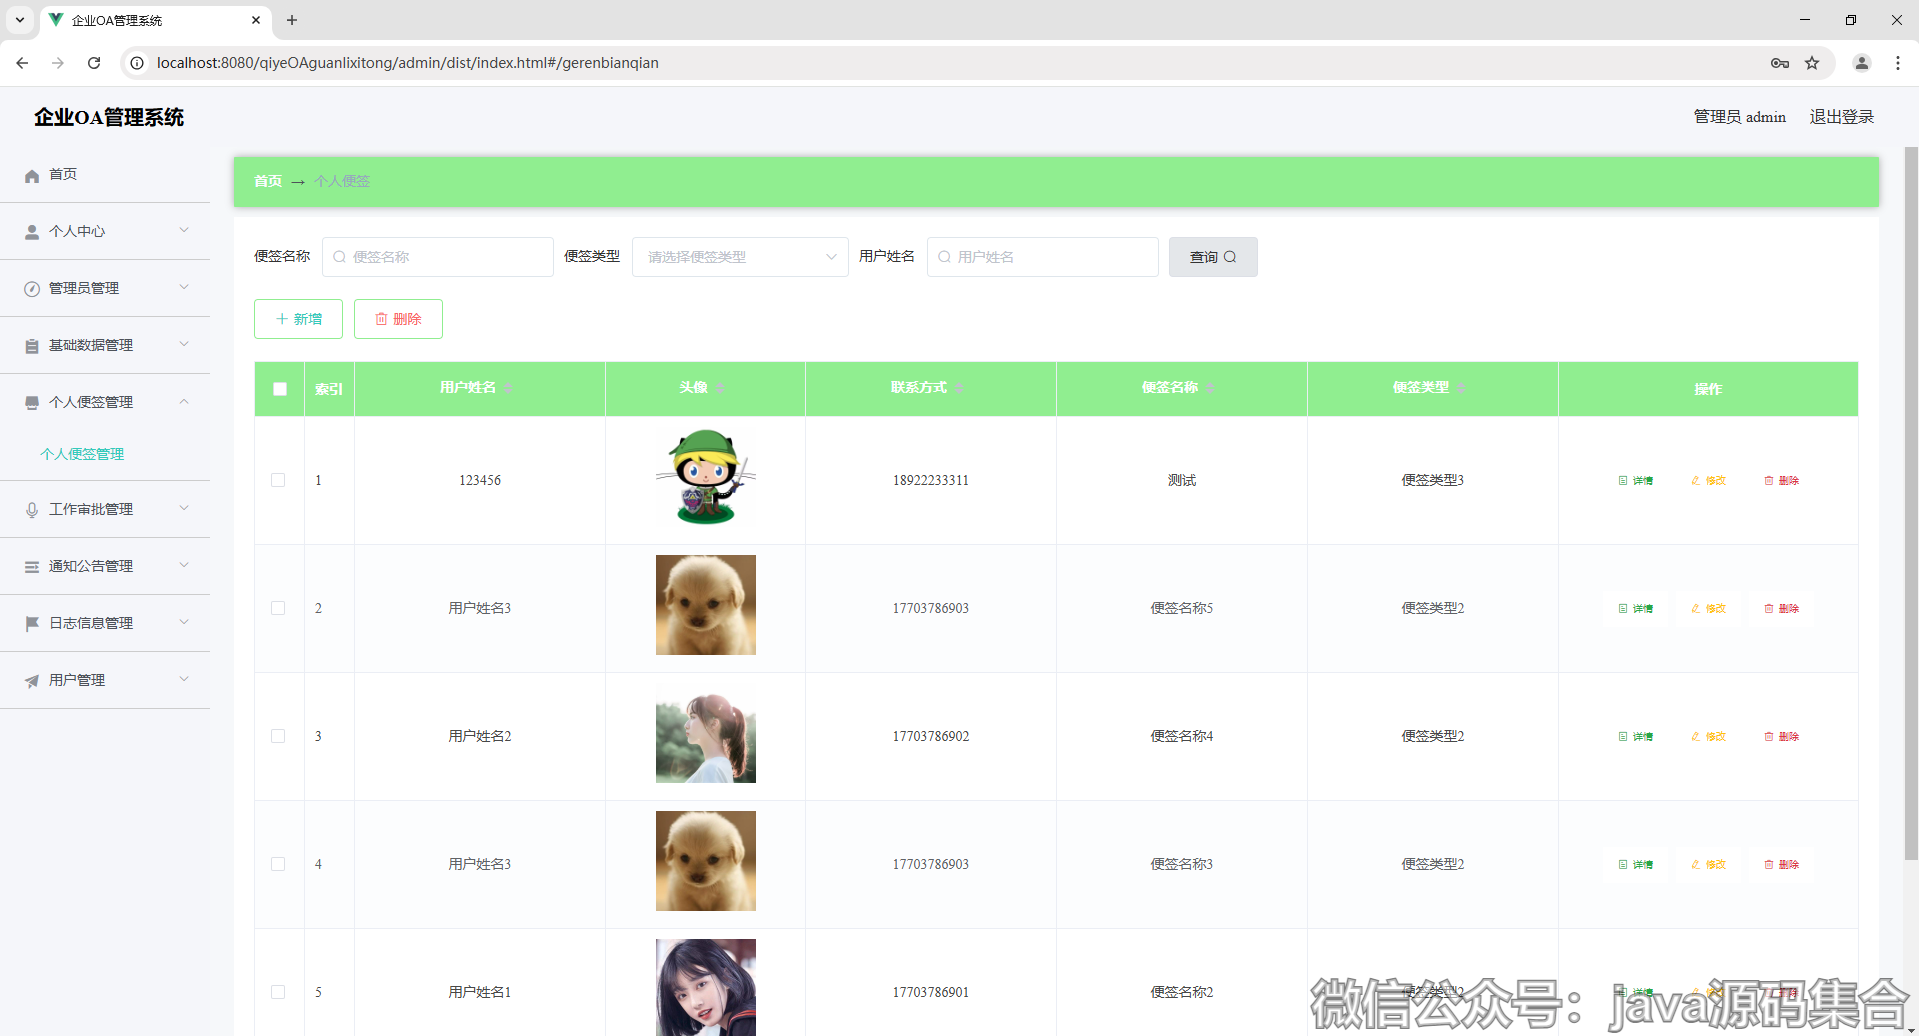 企业OA管理系统
localhost:8080/qiyeOAguanlixitong/admin/dist/index.html#/gerenbianqian
企业OA管理系统
管理员 admin 退出登录
首页
个人中心
管理员管理
基础数据管理
个人便签管理
个人便签管理
工作审批管理
通知公告管理
日志信息管理
用户管理
首页 → 个人便签
便签名称 便签名称 便签类型 请选择便签类型 用户姓名 用户姓名 查询
新增 删除
索引 用户姓名 头像 联系方式 便签名称 便签类型 操作
1 123456 18922233311 测试 便签类型3 详情 修改 删除
2 用户姓名3 17703786903 便签名称5 便签类型2 详情 修改 删除
3 用户姓名2 17703786902 便签名称4 便签类型2 详情 修改 删除
4 用户姓名3 17703786903 便签名称3 便签类型2 详情 修改 删除
5 用户姓名1 17703786901 便签名称2 便签类型2 详情 修改 删除
微信公众号：java源码集合